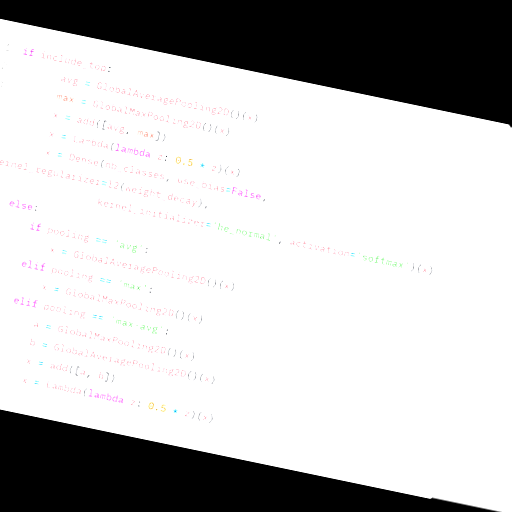 if include_top:
avg = GlobalAveragePooling2D()(x)
max = GlobalMaxPooling2D()(x)
x = add([avg, max])
x = Lambda(lambda z: 0.5 * z)(x)
x = Dense(nb_classes, use_bias=False,
ernel_regularizer=l2(weight_decay),
kernel_initializer='he_normal', activation='softmax')(x)
else:
if pooling == 'avg':
x = GlobalAveragePooling2D()(x)
elif pooling == 'max':
x = GlobalMaxPooling2D()(x)
elif pooling == 'max-avg':
a = GlobalMaxPooling2D()(x)
b = GlobalAveragePooling2D()(x)
x = add([a, b])
x = Lambda(lambda z: 0.5 * z)(x)